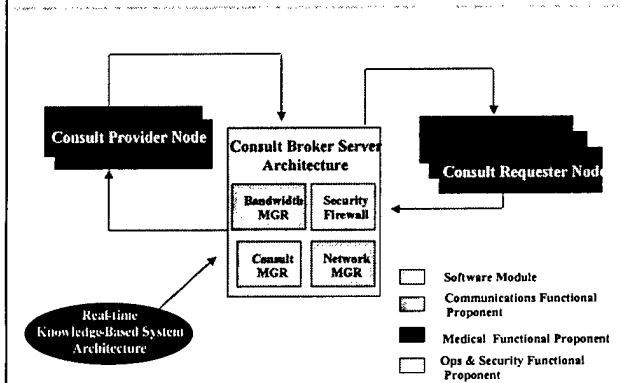 Consult Provider Node
Consult Broker Server
Architecture
Bandwidth
MGR
Security
Firewall
Consult
MGR
Network
MGR
Consult Requester Node
Real-time
Knowledge-Based System
Architecture
Software Module
Communications Functional
Proponent
Medical Functional Proponent
Ops & Security Functional
Proponent